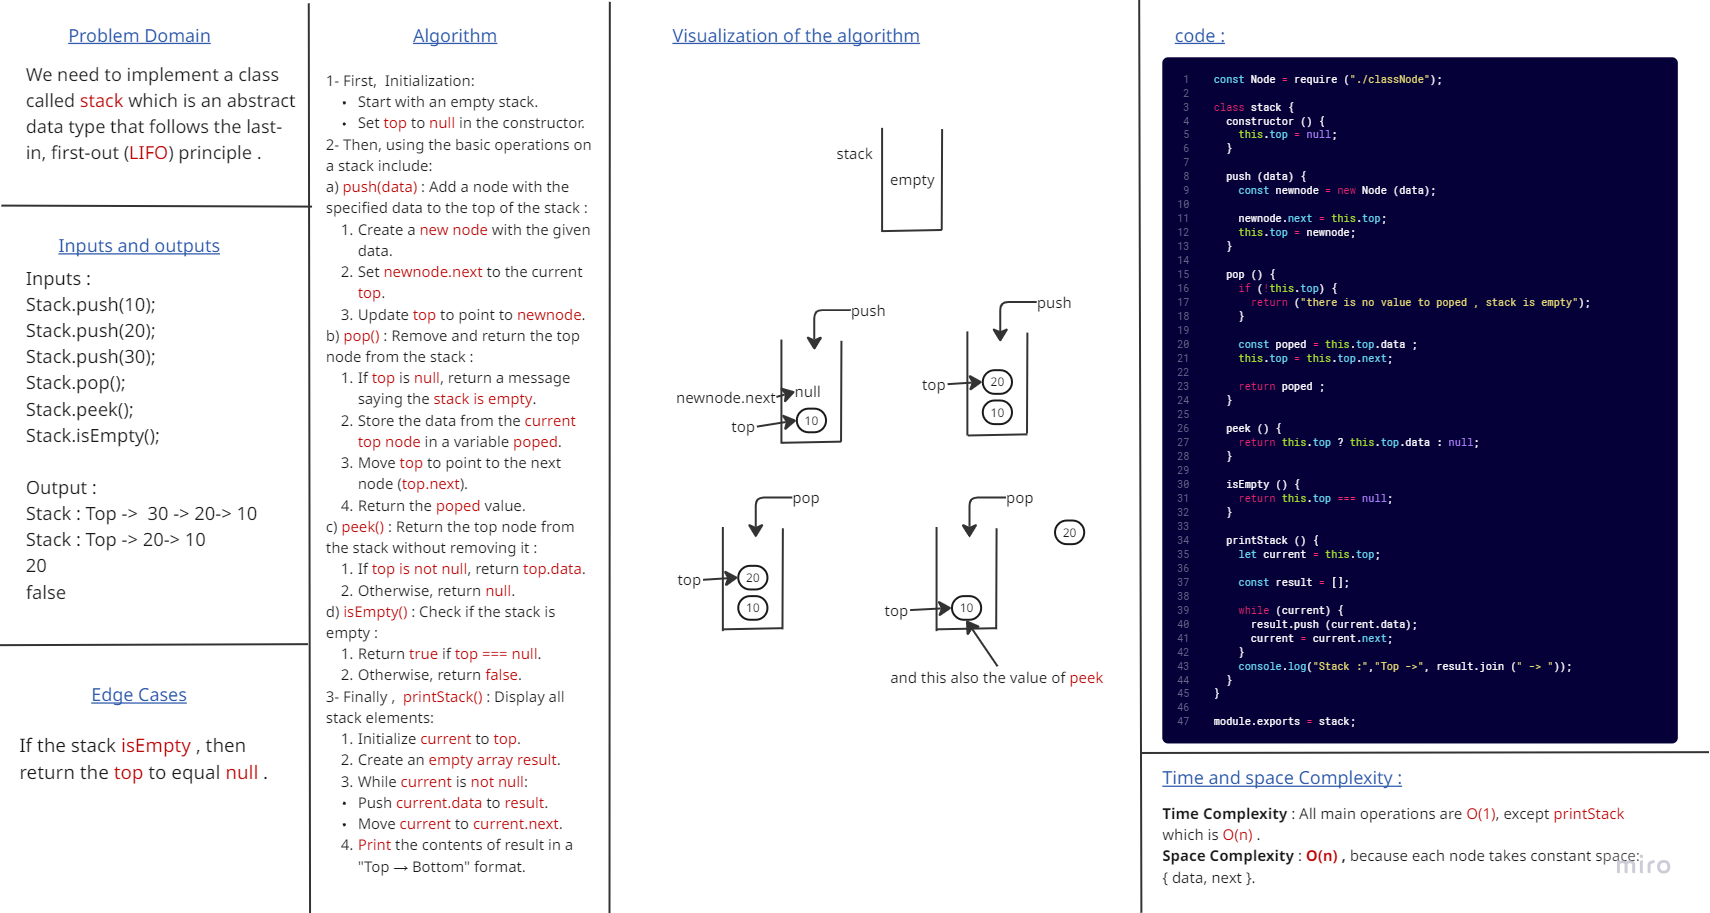 Problem Domain
We need to implement a class
called stack which is an abstract
data type that follows the last-
in, first-out (LIFO) principle .
Inputs and outputs
Inputs :
Stack.push(10);
Stack.push(20);
Stack.push(30);
Stack.pop();
Stack.peek();
Stack.isEmpty();
Output :
Stack : Top -> 30 -> 20-> 10
Stack : Top -> 20-> 10
20
false
Edge Cases
If the stack isEmpty , then
return the top to equal null .
Algorithm
1- First, Initialization:
• Start with an empty stack.
• Set top to null in the constructor.
2- Then, using the basic operations on
a stack include:
a) push(data) : Add a node with the
specified data to the top of the stack :
1. Create a new node with the given
data.
2. Set newnode.next to the current
top.
3. Update top to point to newnode.
b) pop() : Remove and return the top
node from the stack :
1. If top is null, return a message
saying the stack is empty.
2. Store the data from the current
top node in a variable poped.
3. Move top to point to the next
node (top.next).
4. Return the poped value.
c) peek() : Return the top node from
the stack without removing it :
1. If top is not null, return top.data.
2. Otherwise, return null.
d) isEmpty() : Check if the stack is
empty :
1. Return true if top === null.
2. Otherwise, return false.
3- Finally , printStack() : Display all
stack elements:
1. Initialize current to top.
2. Create an empty array result.
3. While current is not null:
• Push current.data to result.
• Move current to current.next.
4. Print the contents of result in a
"Top → Bottom" format.
Visualization of the algorithm
stack
empty
push
newnode.next
null
top
10
push
top
20
10
pop
top
20
10
pop
20
top
10
and this also the value of peek
code :
1 const Node = require ("./classNode");
2
3 class stack {
4 constructor () {
5 this.top = null;
6 }
7
8 push (data) {
9 const newnode = new Node (data);
10
11 newnode.next = this.top;
12 this.top = newnode;
13 }
14
15 pop () {
16 if (!this.top) {
17 return ("there is no value to poped , stack is empty");
18 }
19
20 const poped = this.top.data ;
21 this.top = this.top.next;
22
23 return poped ;
24 }
25
26 peek () {
27 return this.top ? this.top.data : null;
28 }
29
30 isEmpty () {
31 return this.top === null;
32 }
33
34 printStack () {
35 let current = this.top;
36
37 const result = [];
38
39 while (current) {
40 result.push (current.data);
41 current = current.next;
42 }
43 console.log("Stack :","Top ->", result.join (" -> "));
44 }
45 }
46
47 module.exports = stack;
Time and space Complexity :
Time Complexity : All main operations are O(1), except printStack
which is O(n) .
Space Complexity : O(n) , because each node takes constant space:
{ data, next }.
miro